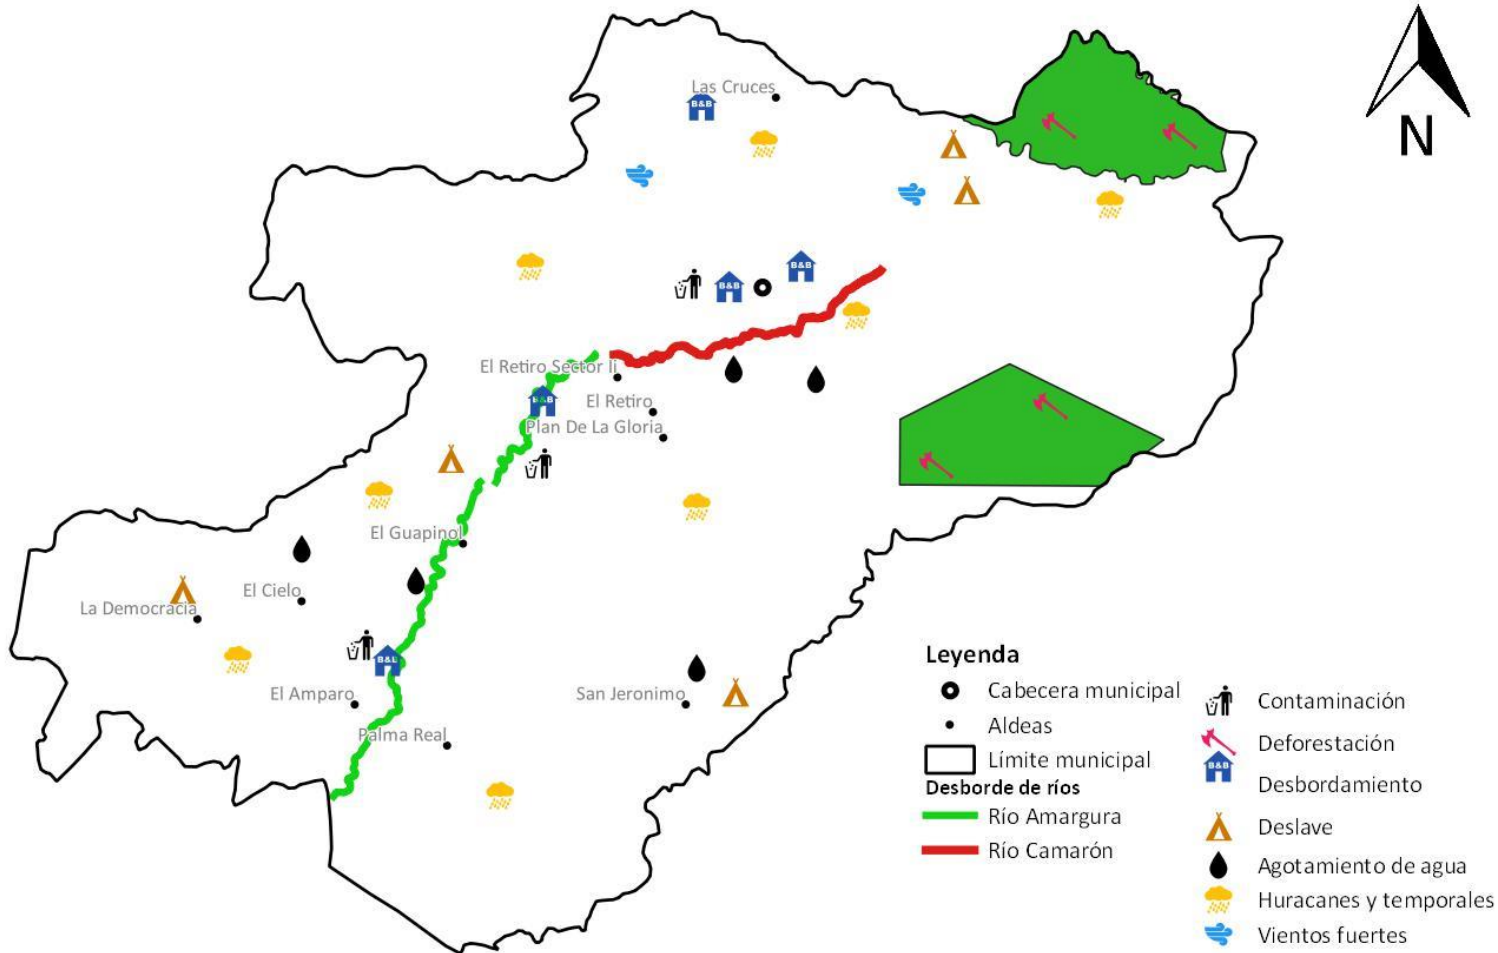 Las Cruces
N
B&B
B&B
B&B
El Retiro Sector Ii
B&B
El Retiro
Plan De La Gloria
El Guapinol
El Cielo
La Democracia
B&B
El Amparo
San Jeronimo
Palma Real
Leyenda
Cabecera municipal
Aldeas
Límite municipal
Desborde de ríos
Río Amargura
Río Camarón
Contaminación
Deforestación
B&B
Desbordamiento
Deslave
Agotamiento de agua
Huracanes y temporales
Vientos fuertes